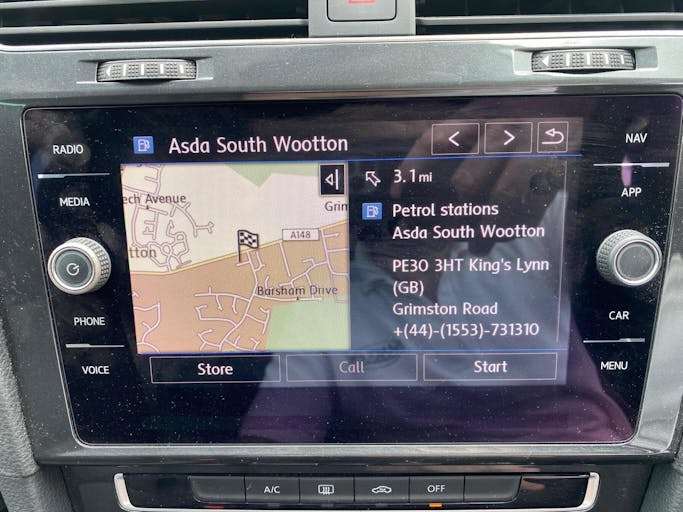 RADIO
MEDIA
PHONE
VOICE
Asda South Wootton
< > 
NAV
APP
CAR
MENU
ech Avenue
tton
Grim
A148
Barsham Drive
3.1 mi
Petrol stations
Asda South Wootton
PE30 3HT King's Lynn
(GB)
Grimston Road
+(44)-(1553)-731310
Store
Call
Start
A/C
OFF